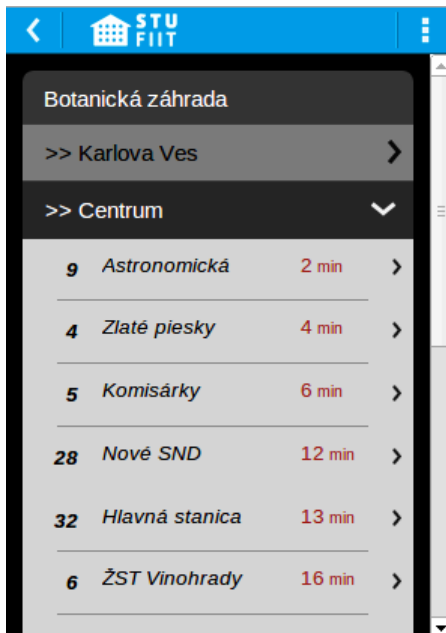 STU
FIIT
Botanická záhrada
>> Karlova Ves
>> Centrum
9 Astronomická 2 min
4 Zlaté piesky 4 min
5 Komisárky 6 min
28 Nové SND 12 min
32 Hlavná stanica 13 min
6 ŽST Vinohrady 16 min